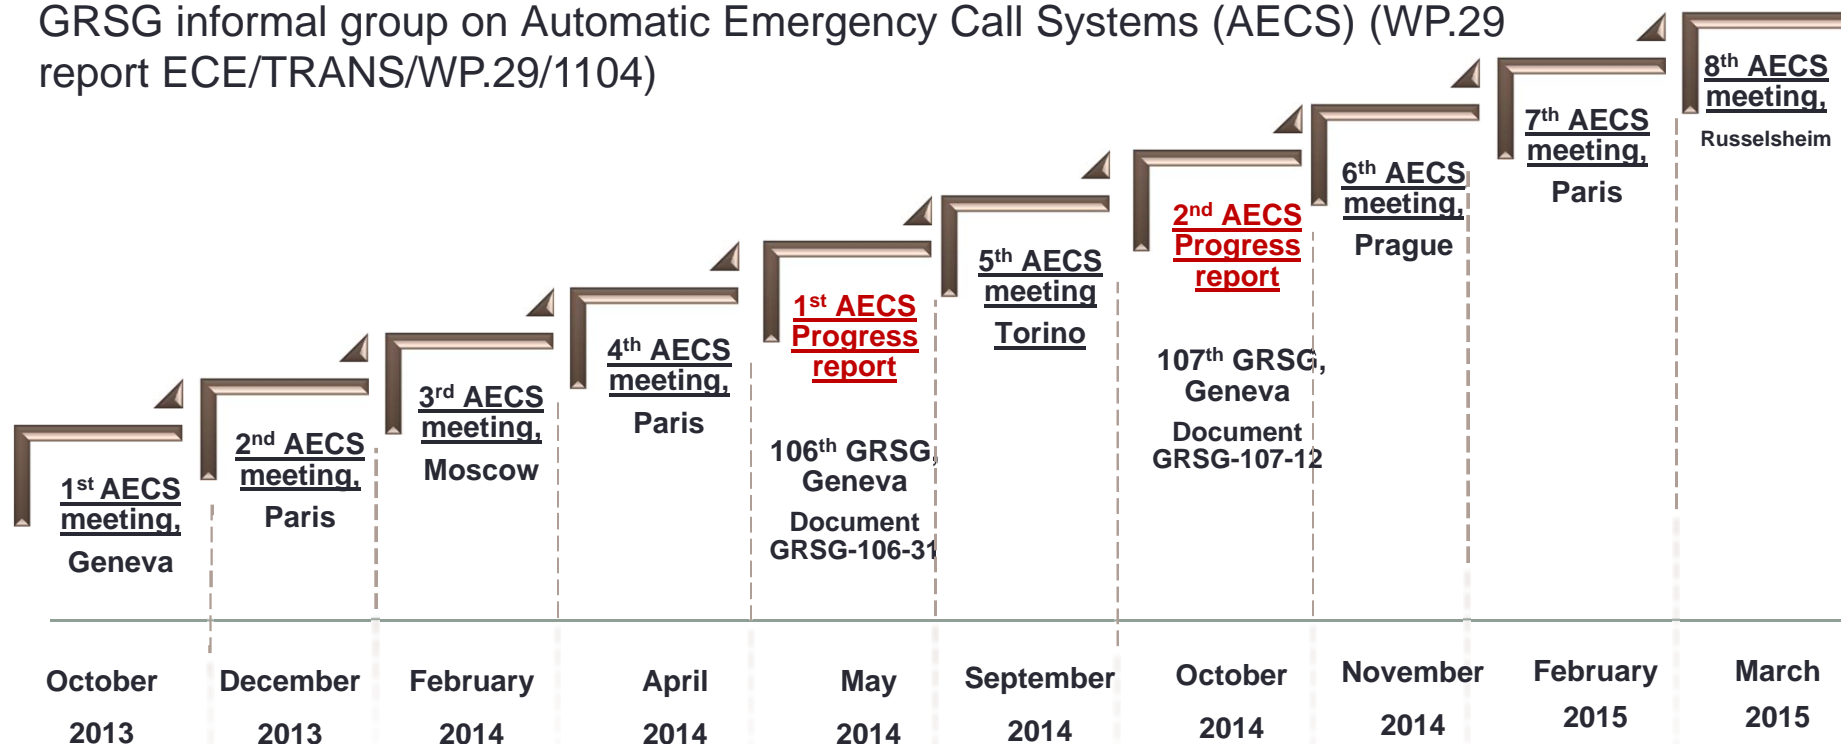 GRSG informal group on Automatic Emergency Call Systems (AECS) (WP.29
report ECE/TRANS/WP.29/1104)
1st AECS
meeting,
Geneva
2nd AECS
meeting,
Paris
3rd AECS
meeting,
Moscow
4th AECS
meeting,
Paris
1st AECS
Progress
report
106th GRSG,
Geneva
Document
GRSG-106-31
5th AECS
meeting
Torino
2nd AECS
Progress
report
107th GRSG,
Geneva
Document
GRSG-107-12
6th AECS
meeting,
Prague
7th AECS
meeting,
Paris
8th AECS
meeting,
Russelsheim
October
2013
December
2013
February
2014
April
2014
May
2014
September
2014
October
2014
November
2014
February
2015
March
2015